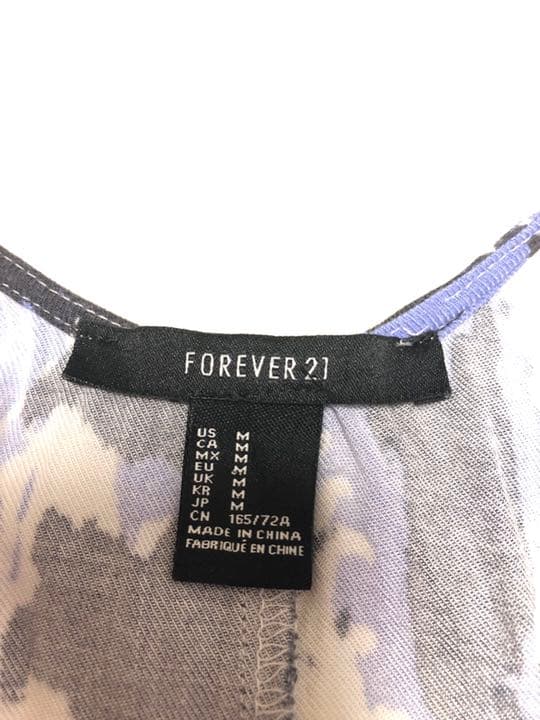 FOREVER 21
US M
CA M
MX M
EU M
UK M
KR M
JP M
CN 165/72A
MADE IN CHINA
FABRIQUÉ EN CHINE